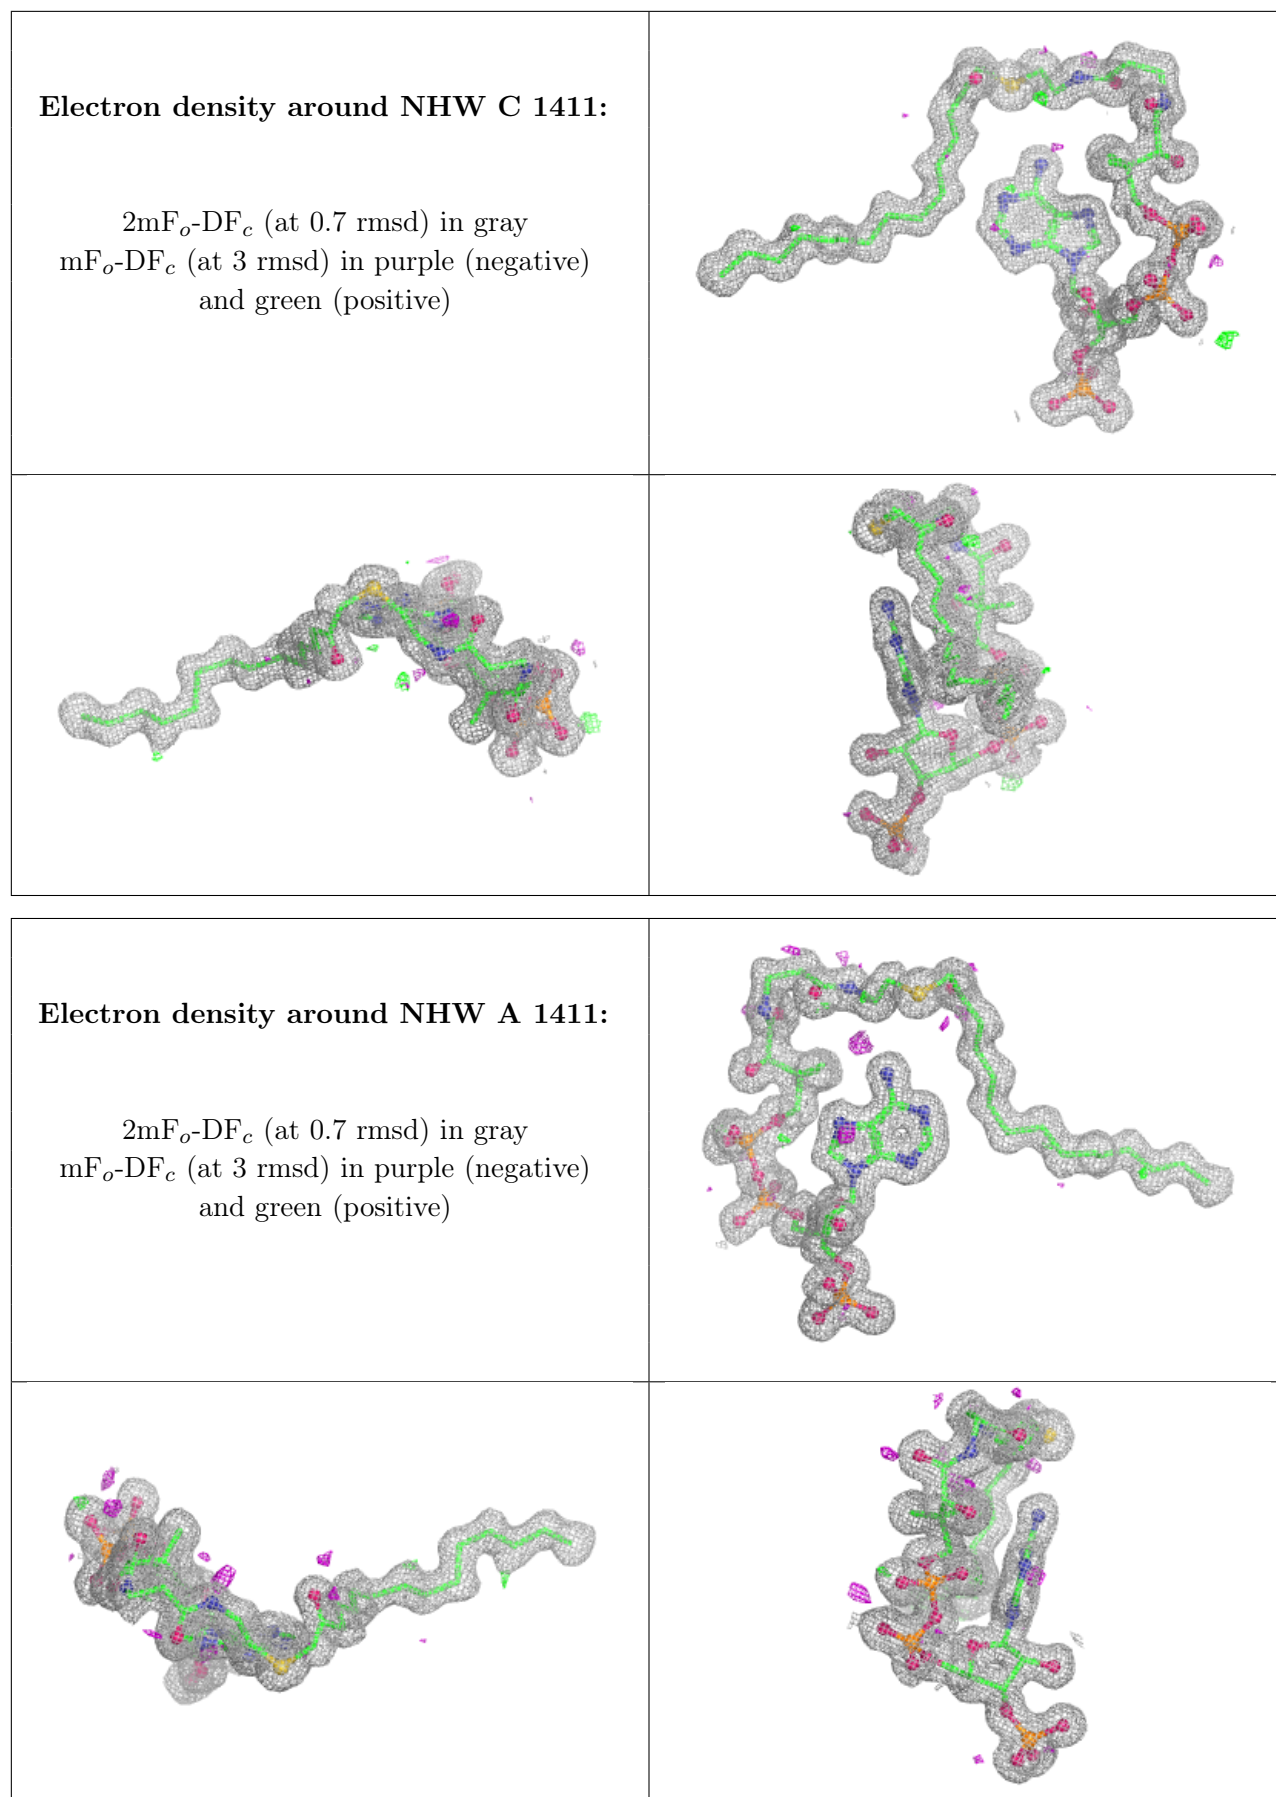 Electron density around NHW C 1411:
2mFo-DFc (at 0.7 rmsd) in gray
mFo-DFc (at 3 rmsd) in purple (negative)
and green (positive)
Electron density around NHW A 1411:
2mFo-DFc (at 0.7 rmsd) in gray
mFo-DFc (at 3 rmsd) in purple (negative)
and green (positive)